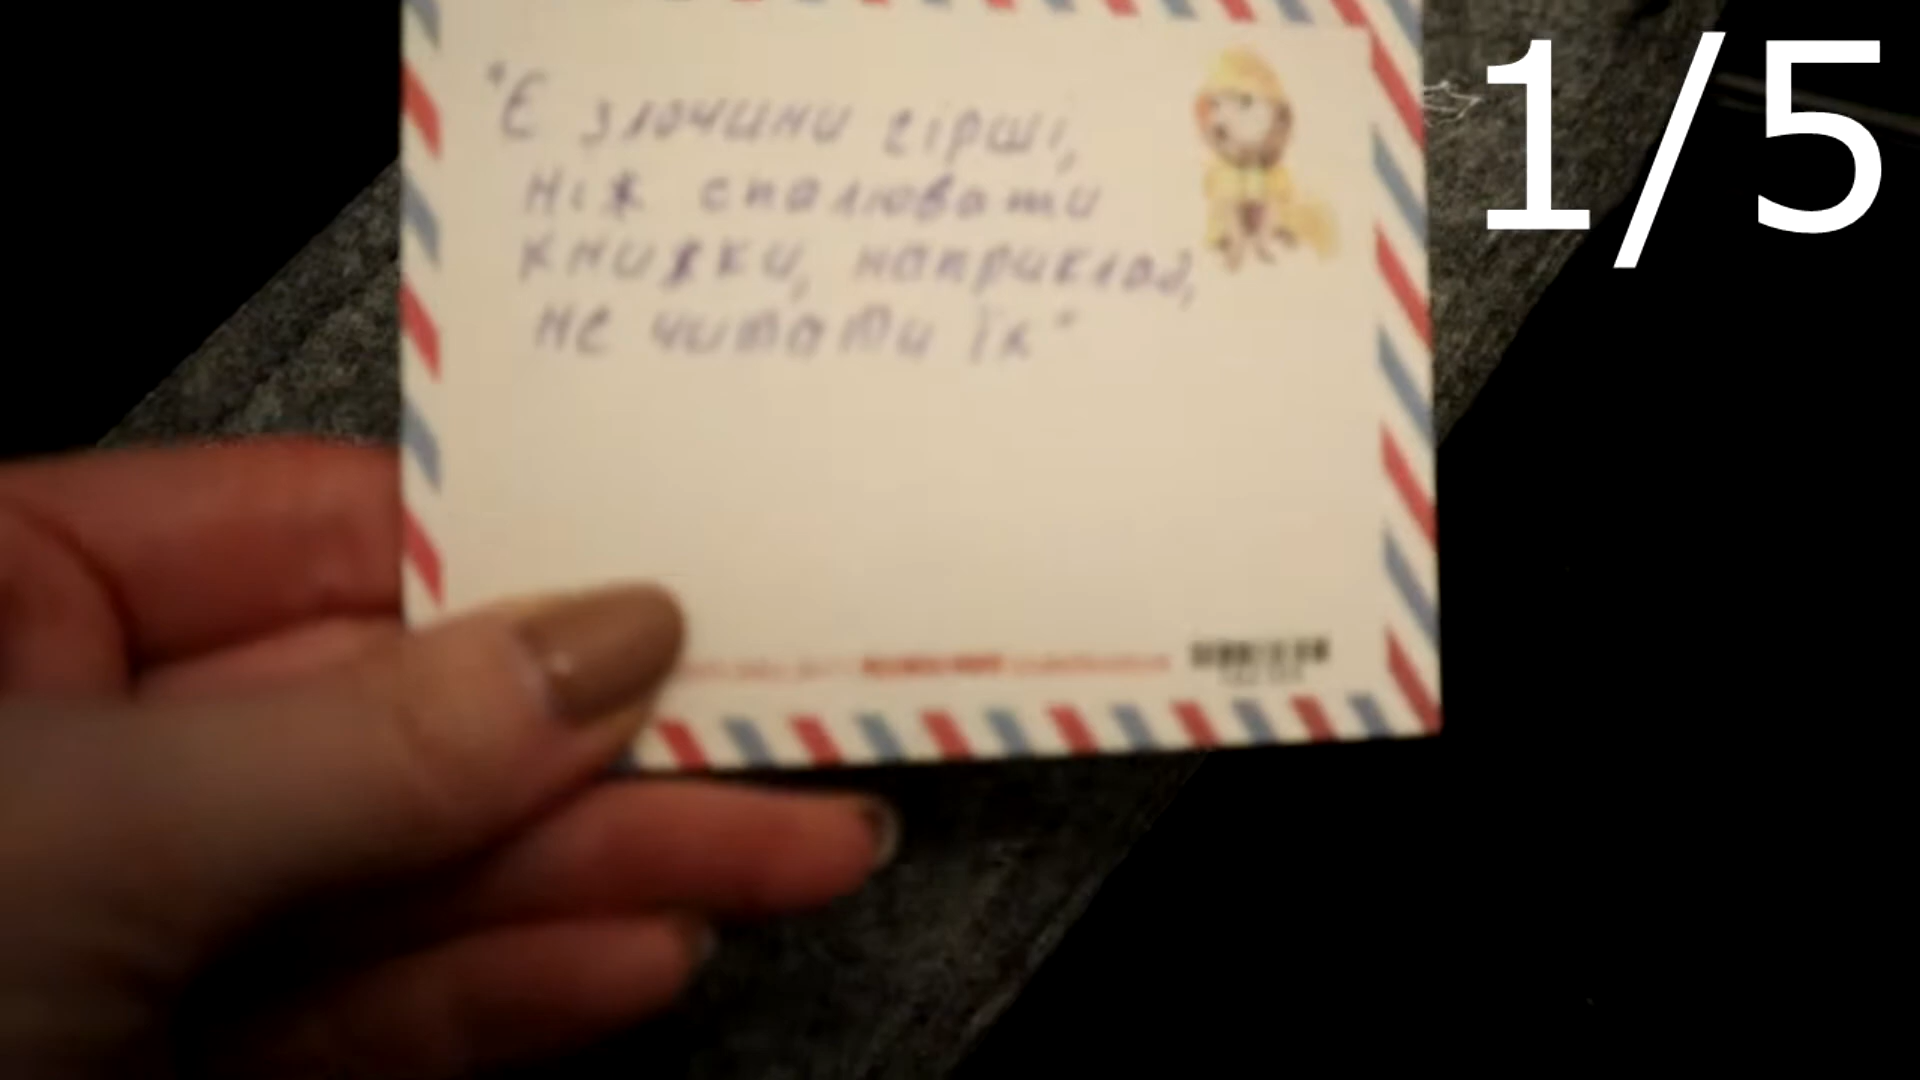 1/5
"Є злочини гірші,
ніж спалювати
книжки, наприклад,
не читати їх"